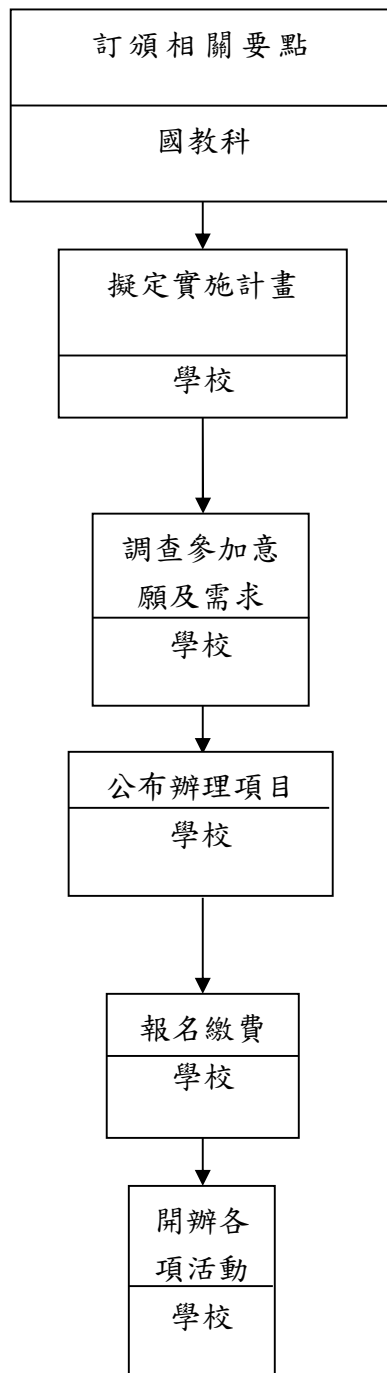 訂頒相關要點
國教科
擬定實施計畫
學校
調查參加意
願及需求
學校
公布辦理項目
學校
報名繳費
學校
開辦各
項活動
學校